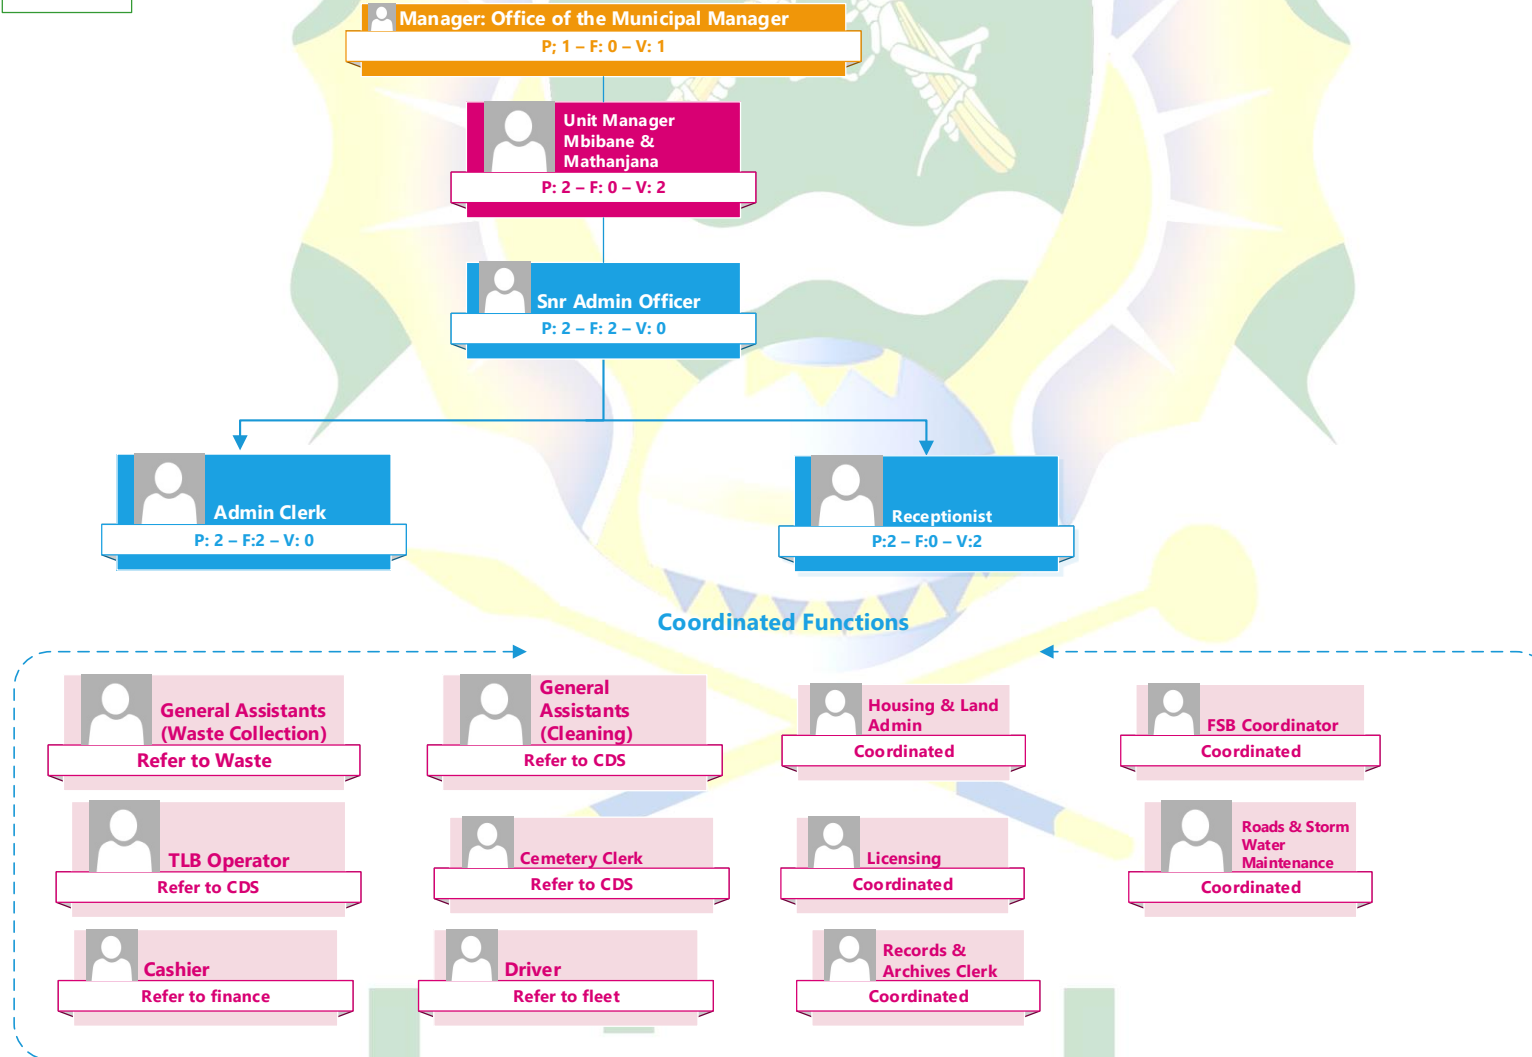 Manager: Office of the Municipal Manager
P; 1 – F: 0 – V: 1
Unit Manager
Mbibane &
Mathanjana
P: 2 – F: 0 – V: 2
Snr Admin Officer
P: 2 – F: 2 – V: 0
Admin Clerk
P: 2 – F:2 – V: 0
Receptionist
P:2 – F:0 – V:2
Coordinated Functions
General Assistants
(Waste Collection)
Refer to Waste
General
Assistants
(Cleaning)
Refer to CDS
Housing & Land
Admin
Coordinated
FSB Coordinator
Coordinated
TLB Operator
Refer to CDS
Cemetery Clerk
Refer to CDS
Licensing
Coordinated
Roads & Storm
Water
Maintenance
Coordinated
Cashier
Refer to finance
Driver
Refer to fleet
Records &
Archives Clerk
Coordinated